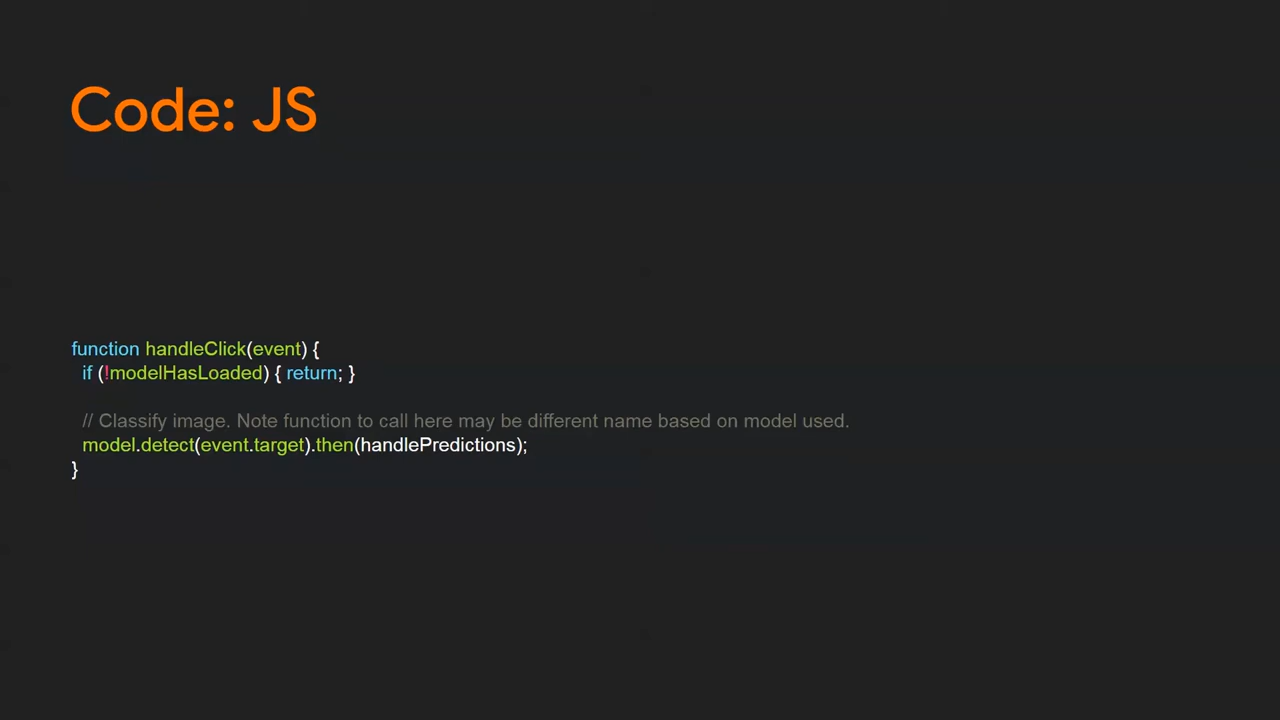 Code: JS
function handleClick(event) {
if (!modelHasLoaded) { return; }
// Classify image. Note function to call here may be different name based on model used.
model.detect(event.target).then(handlePredictions);
}